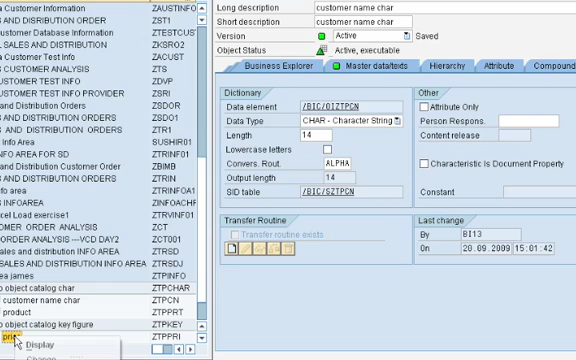 a Customer Information ZAUSTINFO
S AND DISTRIBUTION ORDER ZST1
r Customer Database Information ZTESTCUS
L SALES AND DISTRIBUTION ZKSRO2
a Customer Test Info ZACUST
S CUSTOMER ANALYSIS ZTEST
CUSTOMER TEST INFO ZDVP
CUSTOMER TEST INFO PROVIDER ZSRI
and Distribution Orders ZSDOR
S AND DISTRIBUTION ORDERS ZSDO1
S AND DISTRIBUTION ORDERS ZTR1
Info Area SUSHIR01
NFO AREA FOR SD ZTRINF01
and Distribution Customer Order ZBIMB
S AND DISTRIBUTION ORDERS ZTRIN
nfo area ZTRINFOA1
S INFOAREA ZINFOACHF
cel Load exercise1 ZTRVINF01
OMER ORDER ANALYSIS ZCT
ORDER ANALYSIS ---VCD DAY2 ZCT001
and distribution INFO AREA ZTRSD
SALES AND distribution INFO AREA ZTRSDJ
ea james ZTPINFO
o object catalog char ZTPCHAR
customer name char ZTPCN
product ZTPPRT
o object catalog key figure ZTPKEY
ZTPPRI
Display
Change
Long description customer name char
Short description customer name char
Version Active Saved
Object Status Active, executable
Business Explorer Master data/texts Hierarchy Attribute Compound
Dictionary
Data element /BIC/OIZTPCN
Data Type CHAR - Character String
Length 14
Lowercase letters
Convers. Rout. ALPHA
Output length 14
SID table /BIC/SZTPCN
Other
Attribute Only
Person Respons.
Content release
Characteristic Is Document Property
Constant
Transfer Routine
Transfer routine exists
Last change
By BI13
On 20.09.2009 15:01:42